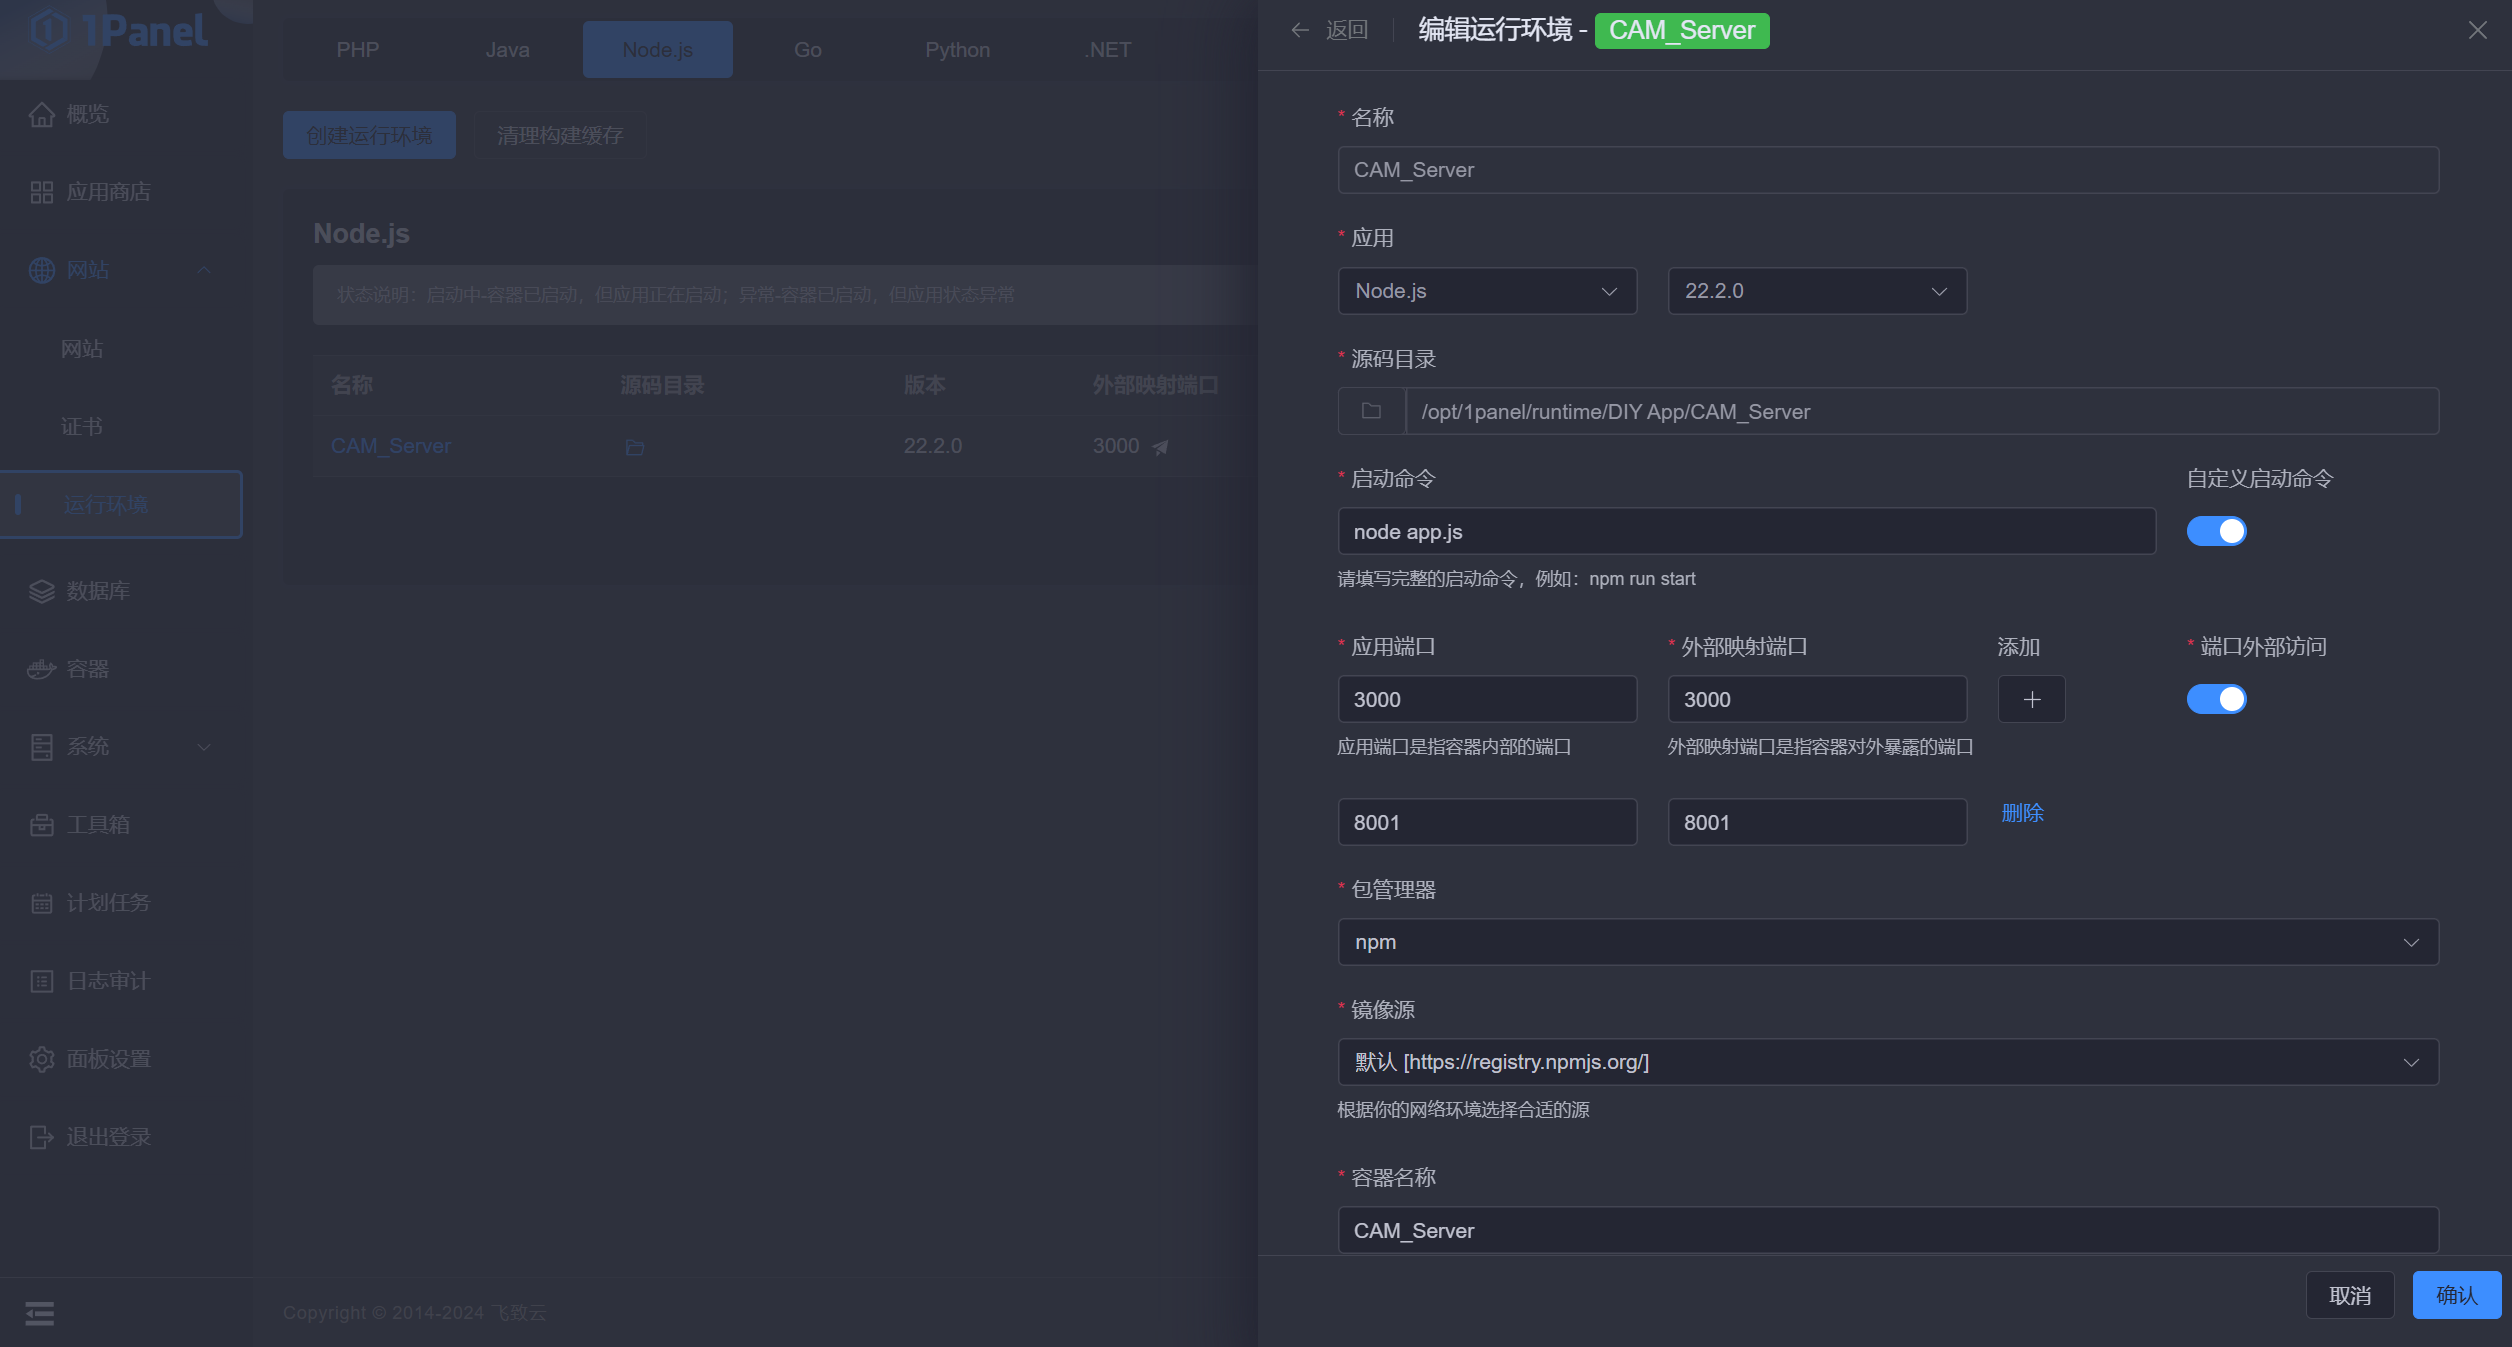 1Panel
概览
应用商店
网站
网站
证书
运行环境
数据库
容器
系统
工具箱
计划任务
日志审计
面板设置
退出登录
PHP
Java
Node.js
Go
Python
.NET
创建运行环境
清理构建缓存
Node.js
状态说明：启动中-容器已启动，但应用正在启动；异常-容器已启动，但应用状态异常
名称
源码目录
版本
外部映射端口
CAM_Server
22.2.0
3000
Copyright © 2014-2024 飞致云
返回
编辑运行环境 - CAM_Server
* 名称
CAM_Server
* 应用
Node.js
22.2.0
* 源码目录
/opt/1panel/runtime/DIY App/CAM_Server
* 启动命令
自定义启动命令
node app.js
请填写完整的启动命令，例如：npm run start
* 应用端口
* 外部映射端口
添加
* 端口外部访问
3000
3000
应用端口是指容器内部的端口
外部映射端口是指容器对外暴露的端口
8001
8001
删除
* 包管理器
npm
* 镜像源
默认 [https://registry.npmjs.org/]
根据你的网络环境选择合适的源
* 容器名称
CAM_Server
取消
确认